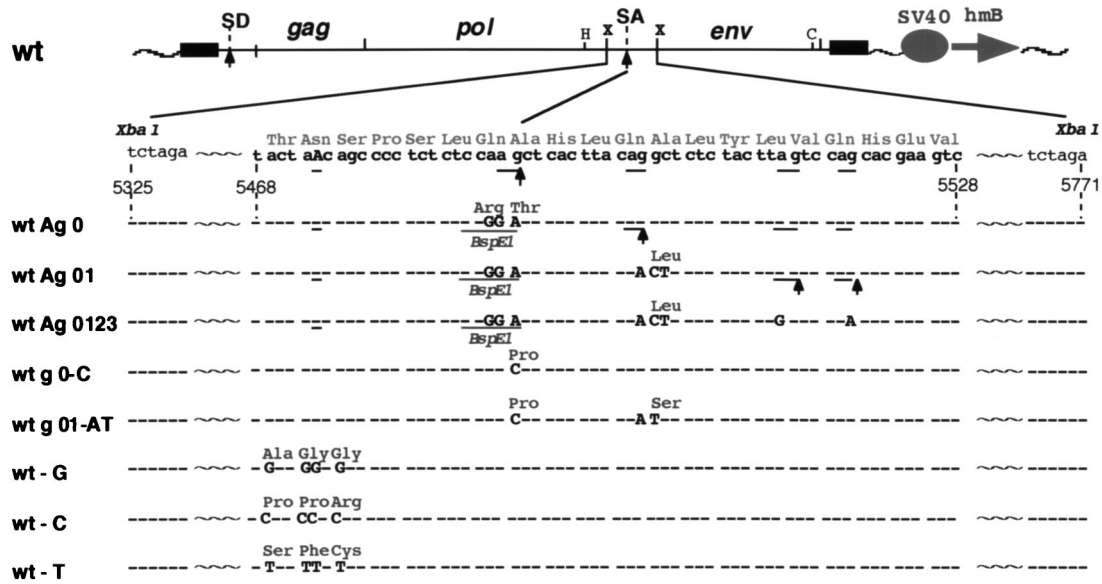 SD gag pol H X SA X env C SV40 hmB
wt
Xba I Xba I
Thr Asn Ser Pro Ser Leu Gln Ala His Leu Gln Ala Leu Tyr Leu Val Gln His Glu Val
tctaga ~~~ t act aAc agc ccc tct ctc caa gct cac tta cag gct ctc tac tta gtc cag cac gaa gtc ~~~ tctaga
5325 5468 5528 5771
Arg Thr
wt Ag 0 GG A
BspE1
Leu
wt Ag 01 GG A A CT
BspE1
Leu
wt Ag 0123 GG A A CT G A
BspE1
Pro
wt g 0-C C
Pro Ser
wt g 01-AT C A T
Ala Gly Gly
wt - G G GG G
Pro Pro Arg
wt - C C CC C
Ser Phe Cys
wt - T T TT T